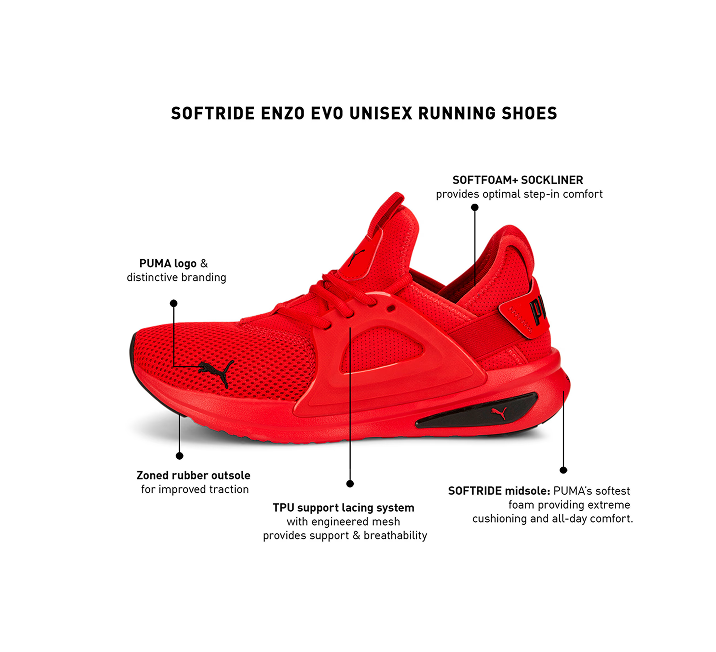 SOFTRIDE ENZO EVO UNISEX RUNNING SHOES
SOFTFOAM+ SOCKLINER
provides optimal step-in comfort
PUMA logo &
distinctive branding
Zoned rubber outsole
for improved traction
TPU support lacing system
with engineered mesh
provides support & breathability
SOFTRIDE midsole: PUMA's softest
foam providing extreme
cushioning and all-day comfort.